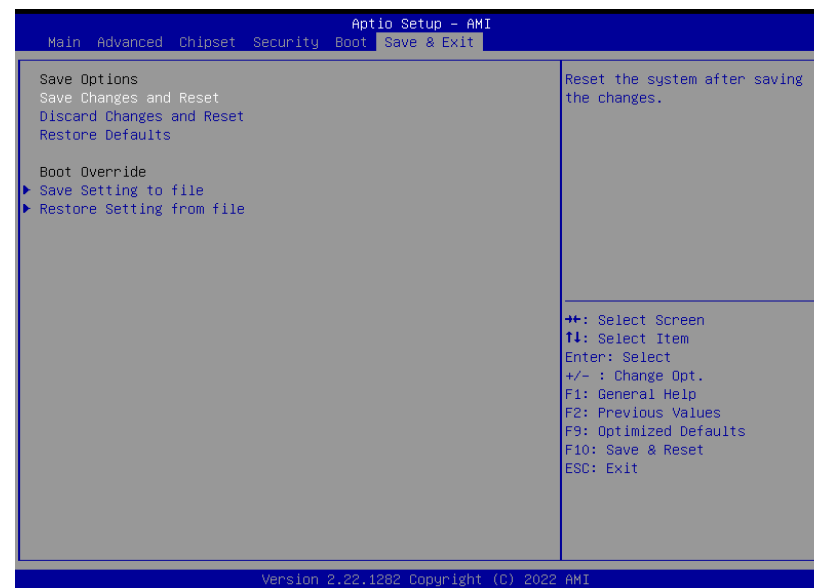 Aptio Setup – AMI
Main Advanced Chipset Security Boot Save & Exit
Save Options
Save Changes and Reset
Discard Changes and Reset
Restore Defaults
Boot Override
▶ Save Setting to file
▶ Restore Setting from file
Reset the system after saving
the changes.
→←: Select Screen
↑↓: Select Item
Enter: Select
+/- : Change Opt.
F1: General Help
F2: Previous Values
F9: Optimized Defaults
F10: Save & Reset
ESC: Exit
Version 2.22.1282 Copyright (C) 2022 AMI